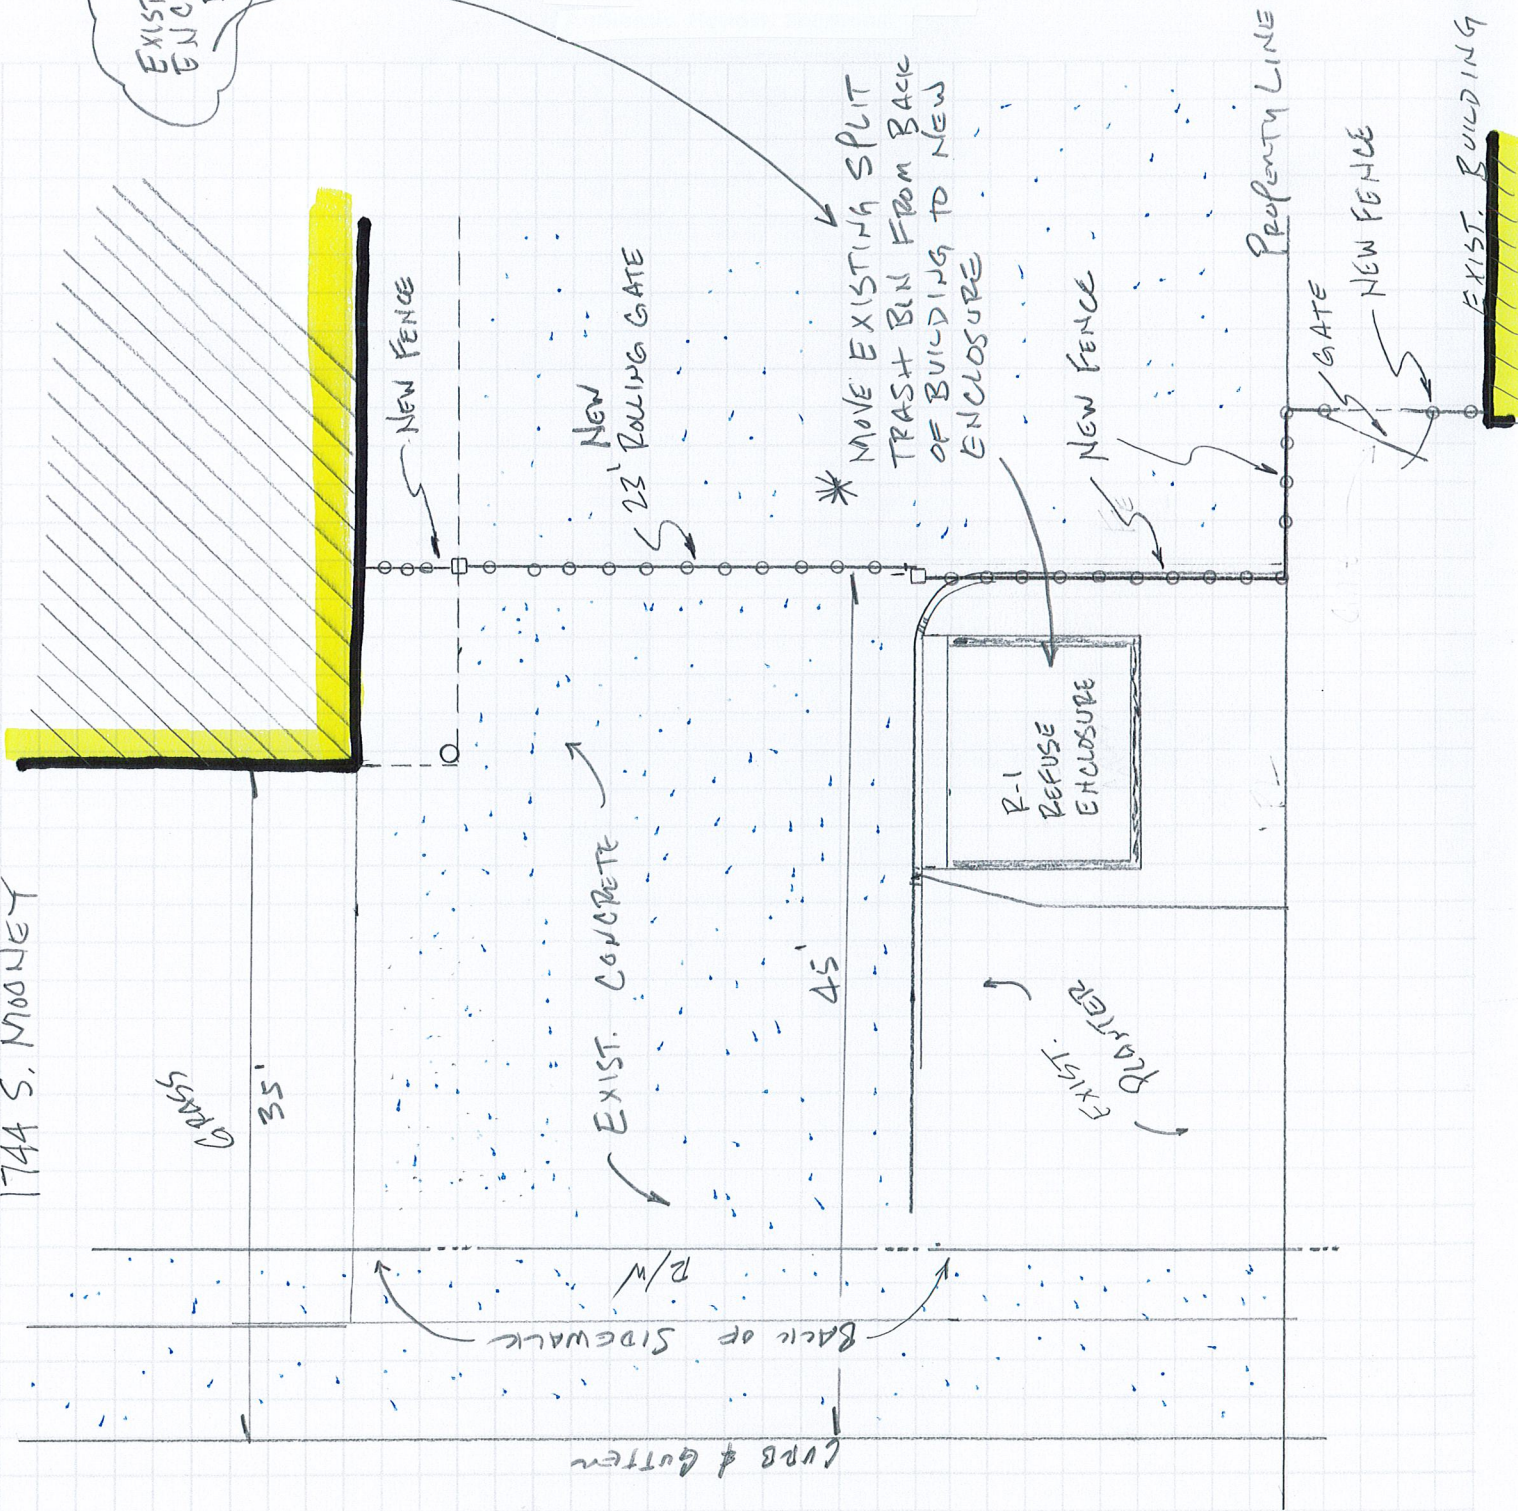 EXIST
ENC
1744 S. MOONEY
GRASS
35'
NEW FENCE
NEW
23' ROLLING GATE
EXIST. CONCRETE
45'
MOVE EXISTING SPLIT
TRASH BIN FROM BACK
OF BUILDING TO NEW
ENCLOSURE
NEW FENCE
R-1
REFUSE
ENCLOSURE
EXIST.
PLANTER
PROPERTY LINE
GATE
NEW FENCE
EXIST. BUILDING
R/W
BACK OF SIDEWALK
CURB & GUTTER